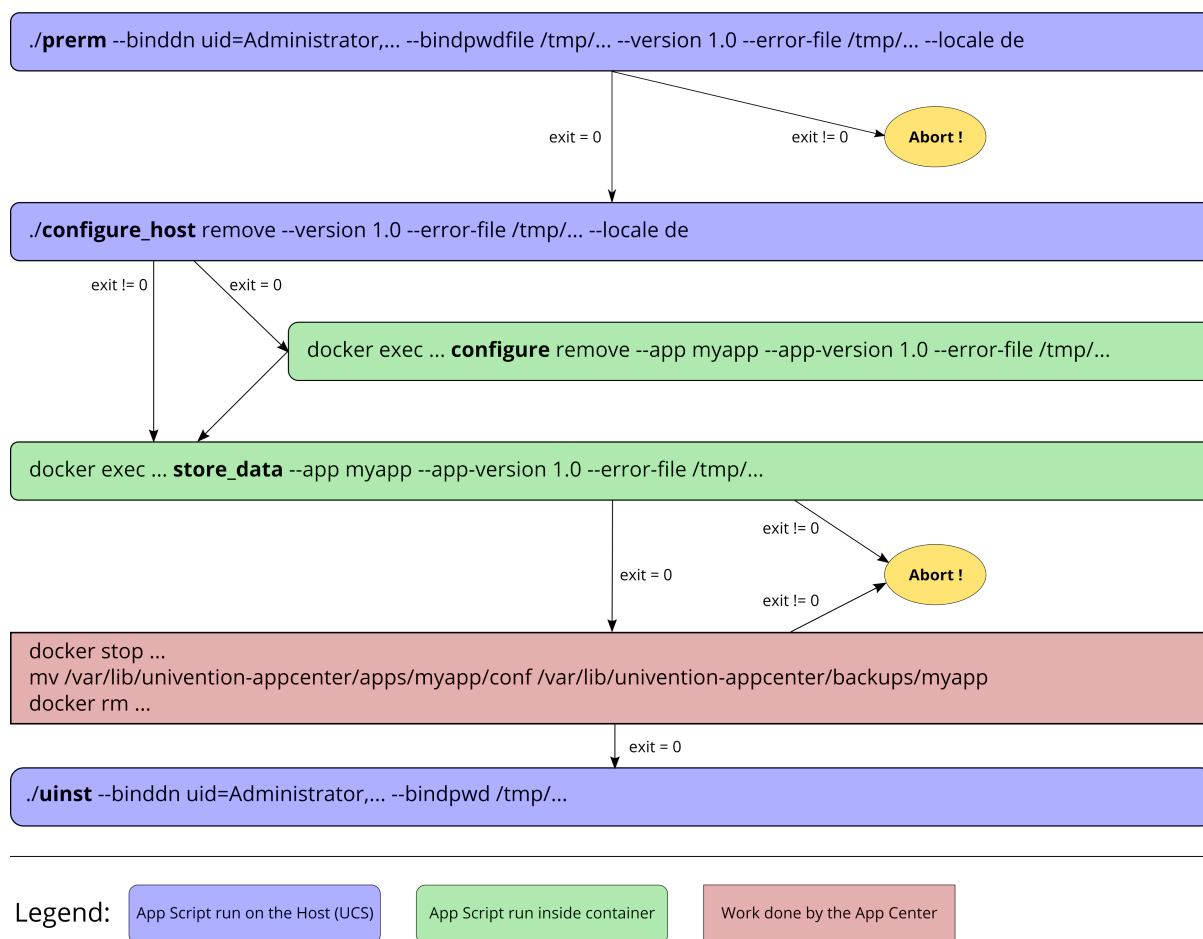 ./prerm --binddn uid=Administrator,... --bindpwdfile /tmp/... --version 1.0 --error-file /tmp/... --locale de
exit = 0
exit != 0
Abort !
./configure_host remove --version 1.0 --error-file /tmp/... --locale de
exit != 0
exit = 0
docker exec ... configure remove --app myapp --app-version 1.0 --error-file /tmp/...
docker exec ... store_data --app myapp --app-version 1.0 --error-file /tmp/...
exit != 0
exit = 0
Abort !
exit != 0
docker stop ...
mv /var/lib/univention-appcenter/apps/myapp/conf /var/lib/univention-appcenter/backups/myapp
docker rm ...
exit = 0
./uinst --binddn uid=Administrator,... --bindpwd /tmp/...
Legend:
App Script run on the Host (UCS)
App Script run inside container
Work done by the App Center